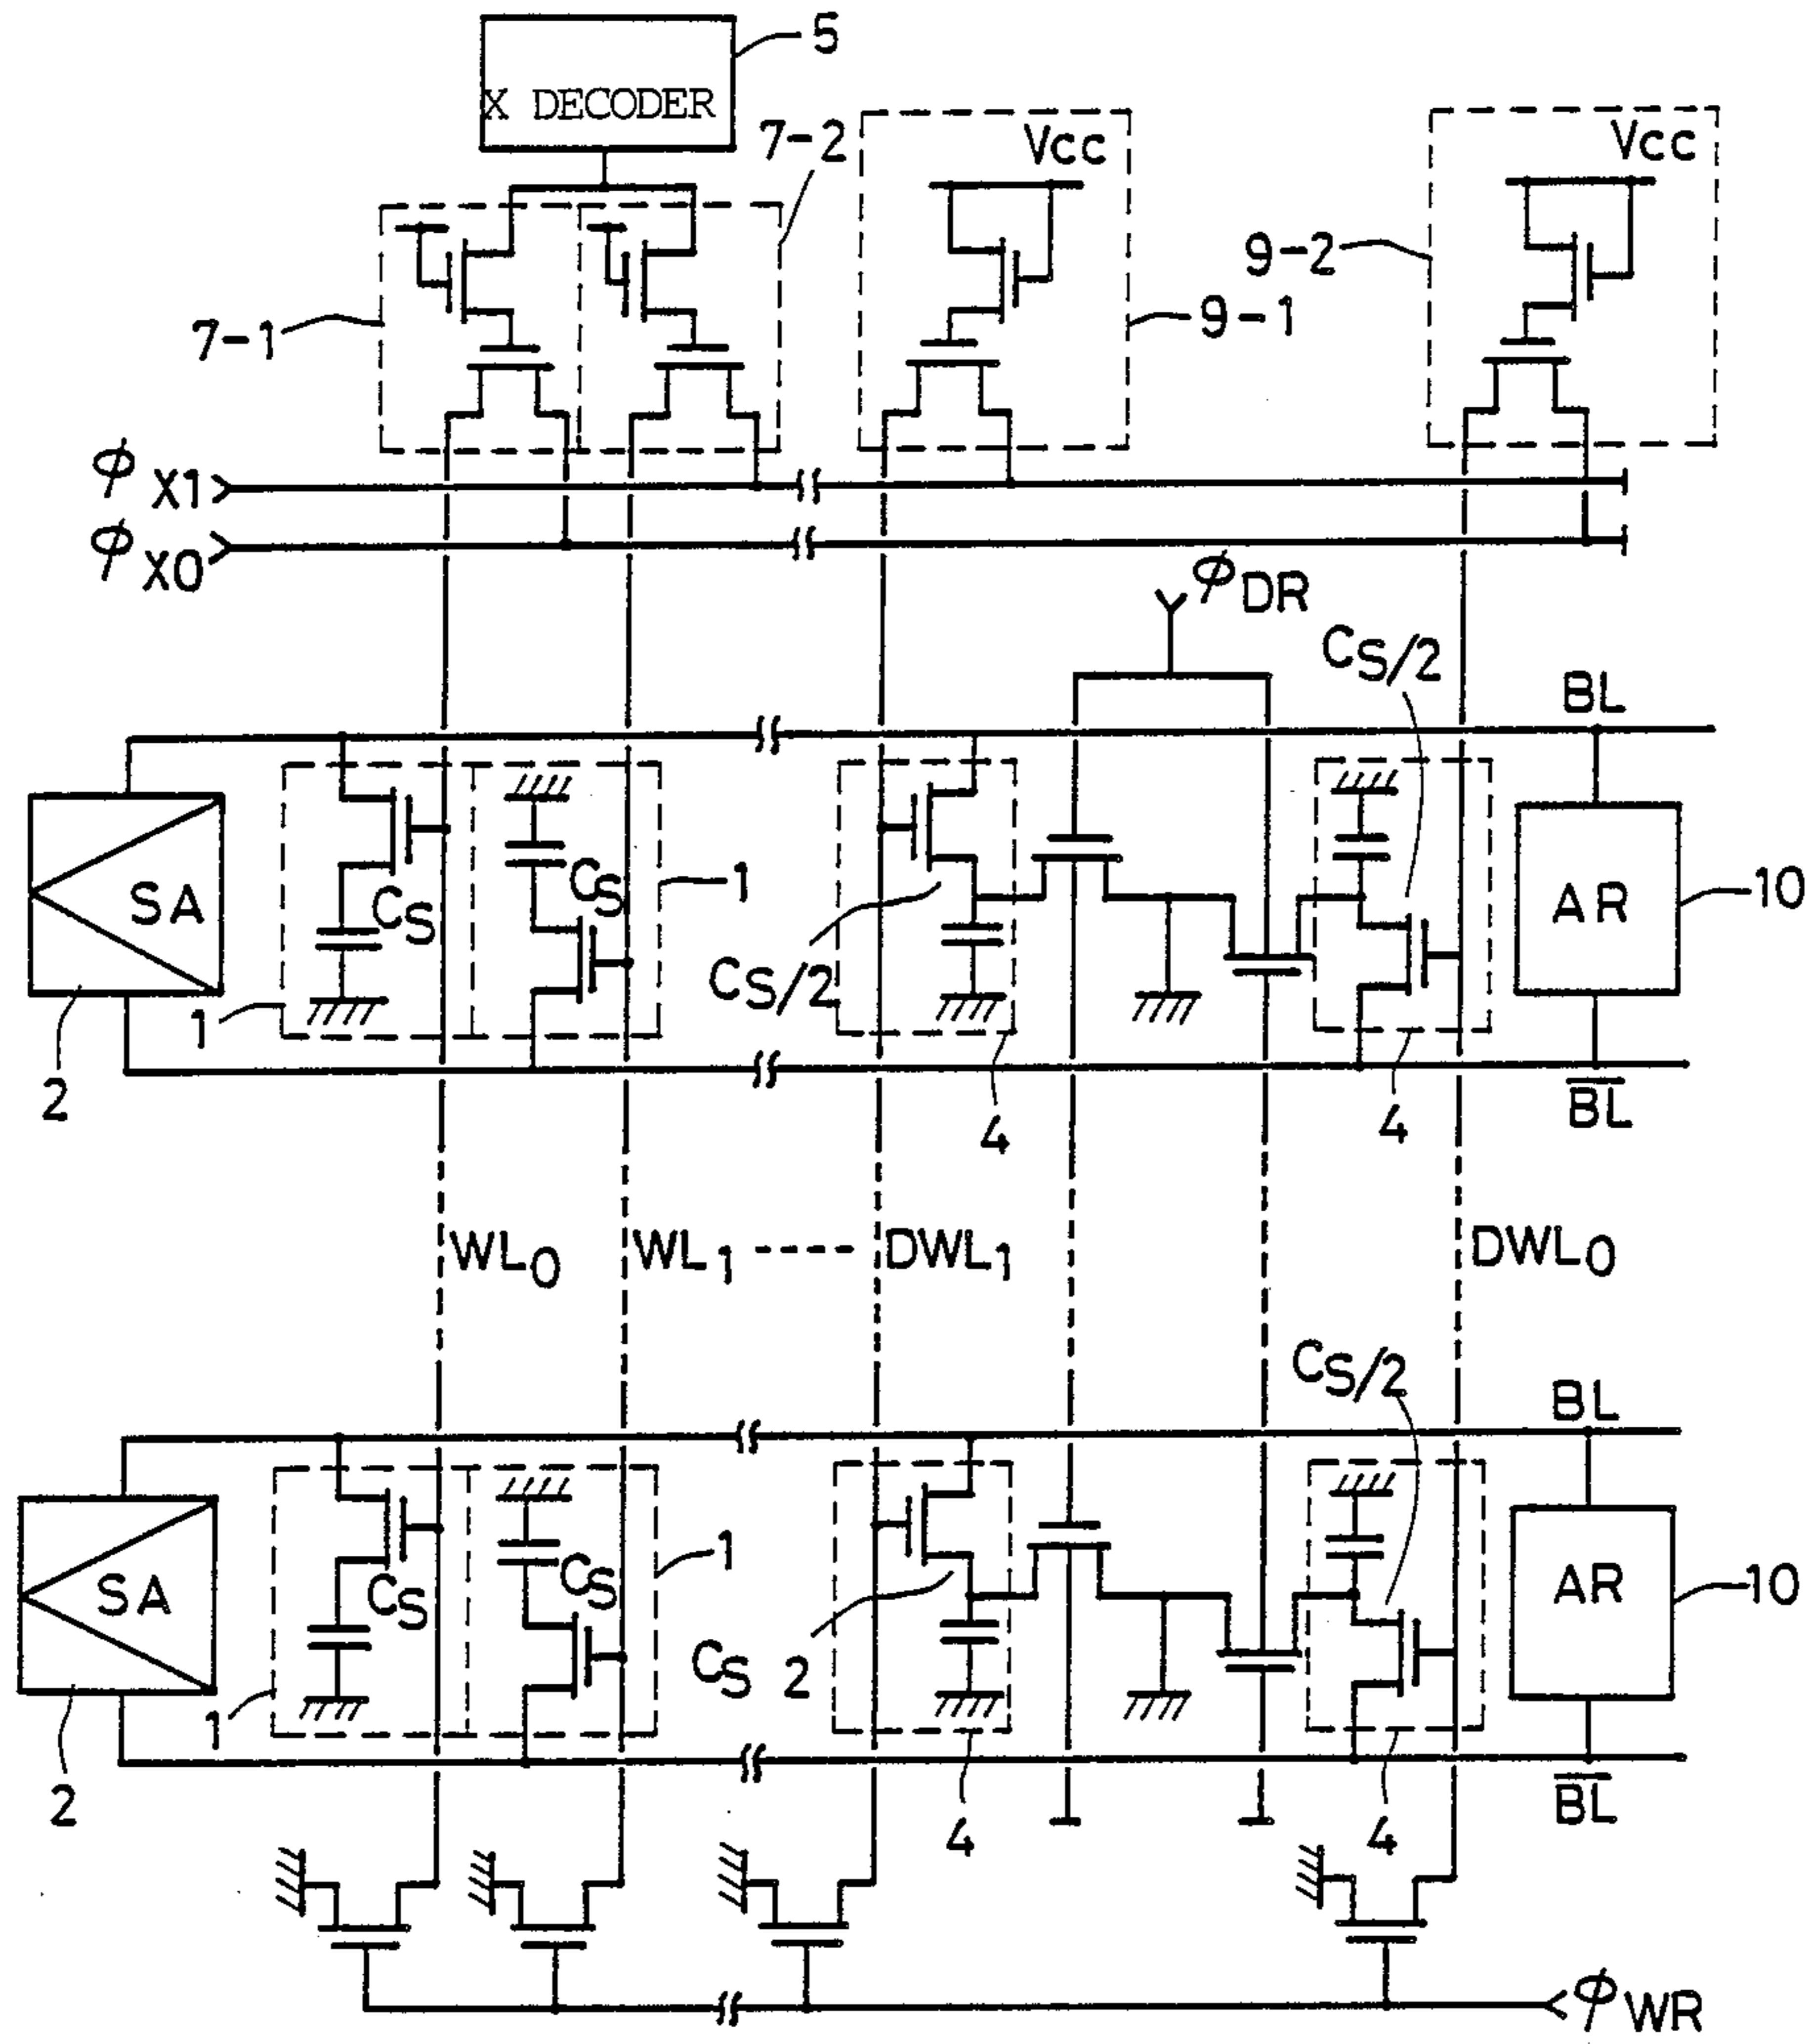 5
X DECODER
7-2
Vcc
Vcc
9-2
7-1
9-1
φX1
φX0
φDR
CS/2
BL
SA
CS
CS
1
AR
10
CS/2
1
2
4
4
B̅L̅
WL0
WL1 ----- DWL1
DWL0
CS/2
BL
SA
CS
CS
1
AR
10
CS 2
1
2
4
4
B̅L̅
φWR